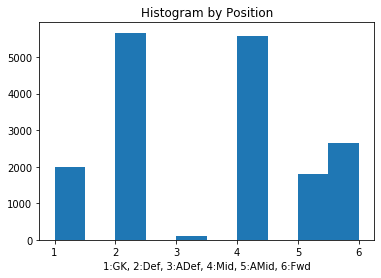 Histogram by Position
5000
4000
3000
2000
1000
0
1 2 3 4 5 6
1:GK, 2:Def, 3:ADef, 4:Mid, 5:AMid, 6:Fwd